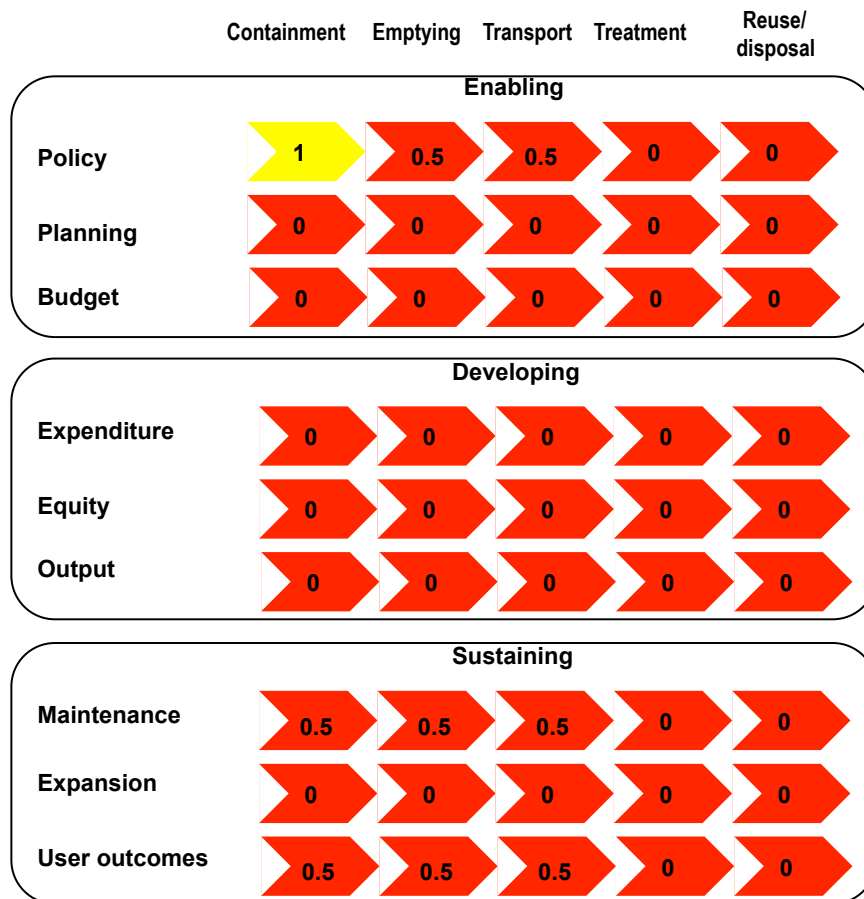 Containment Emptying Transport Treatment Reuse/
disposal
Enabling
Policy 1 0.5 0.5 0 0
Planning 0 0 0 0 0
Budget 0 0 0 0 0
Developing
Expenditure 0 0 0 0 0
Equity 0 0 0 0 0
Output 0 0 0 0 0
Sustaining
Maintenance 0.5 0.5 0.5 0 0
Expansion 0 0 0 0 0
User outcomes 0.5 0.5 0.5 0 0